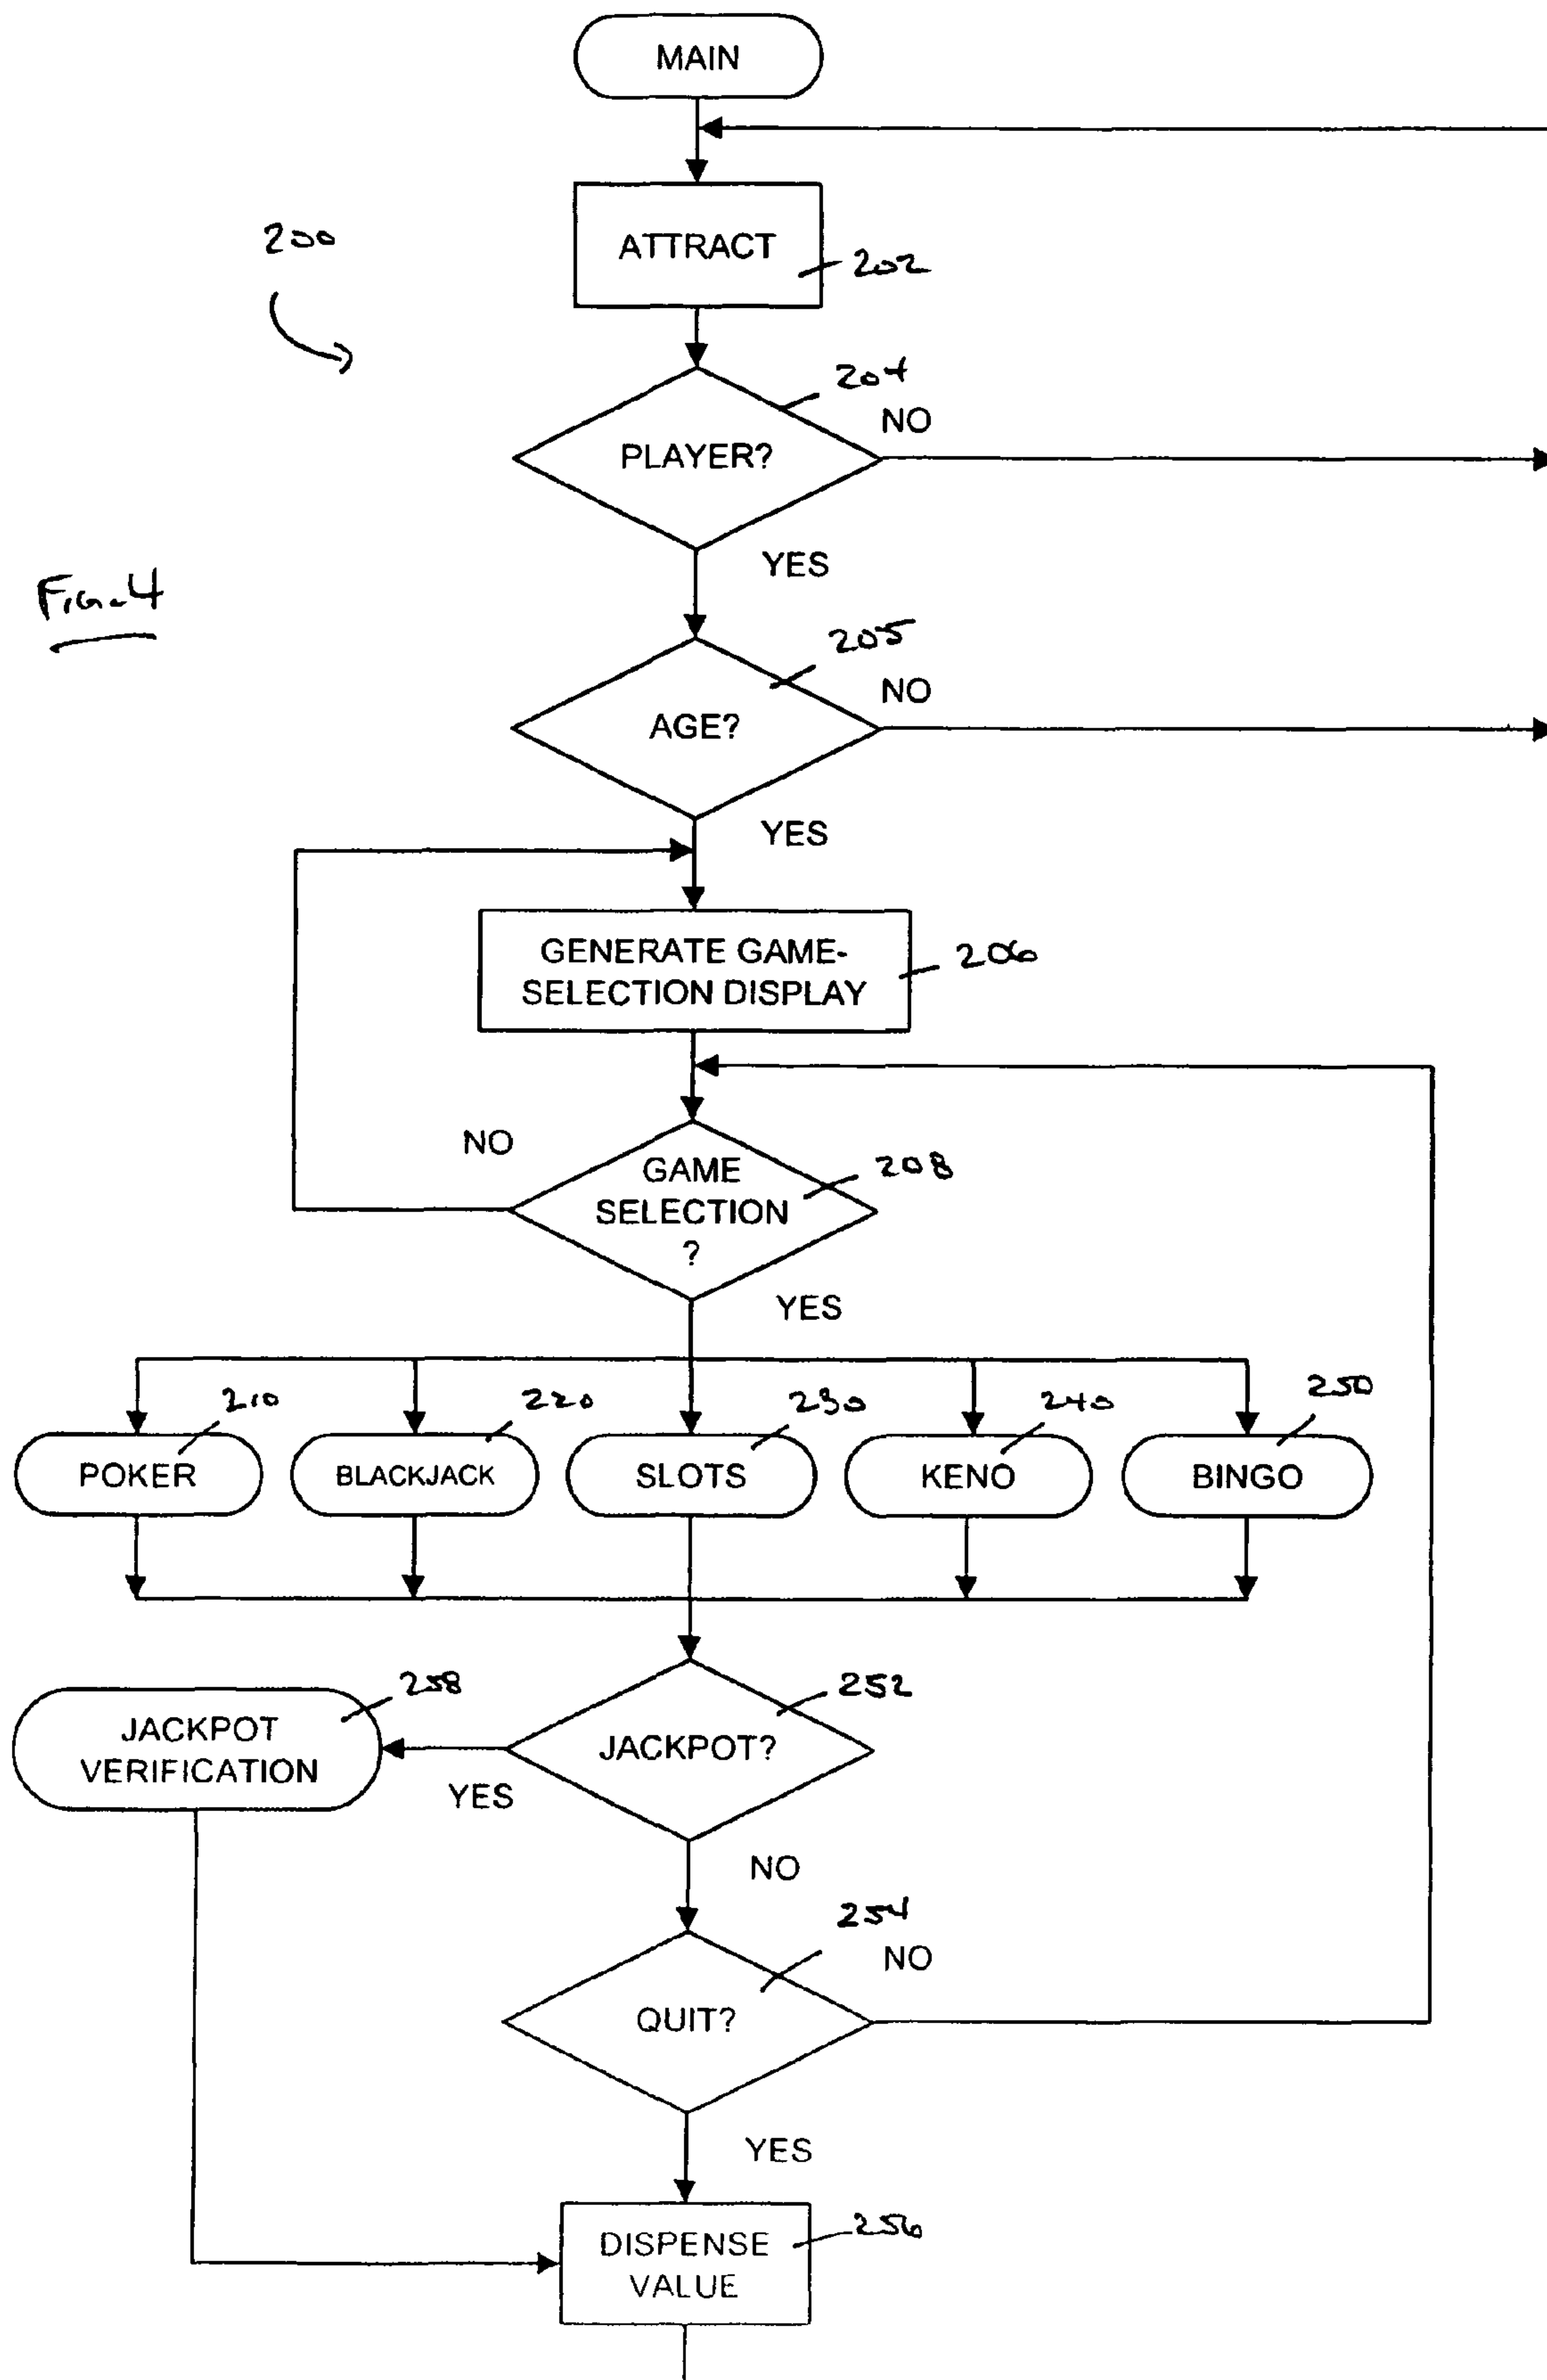 MAIN
200
ATTRACT
202
204
NO
PLAYER?
YES
Fig. 4
205
NO
AGE?
YES
GENERATE GAME-
SELECTION DISPLAY
206
NO
GAME
SELECTION
?
208
YES
210
220
230
240
250
POKER
BLACKJACK
SLOTS
KENO
BINGO
258
JACKPOT
VERIFICATION
252
JACKPOT?
YES
NO
254
NO
QUIT?
YES
DISPENSE
VALUE
256